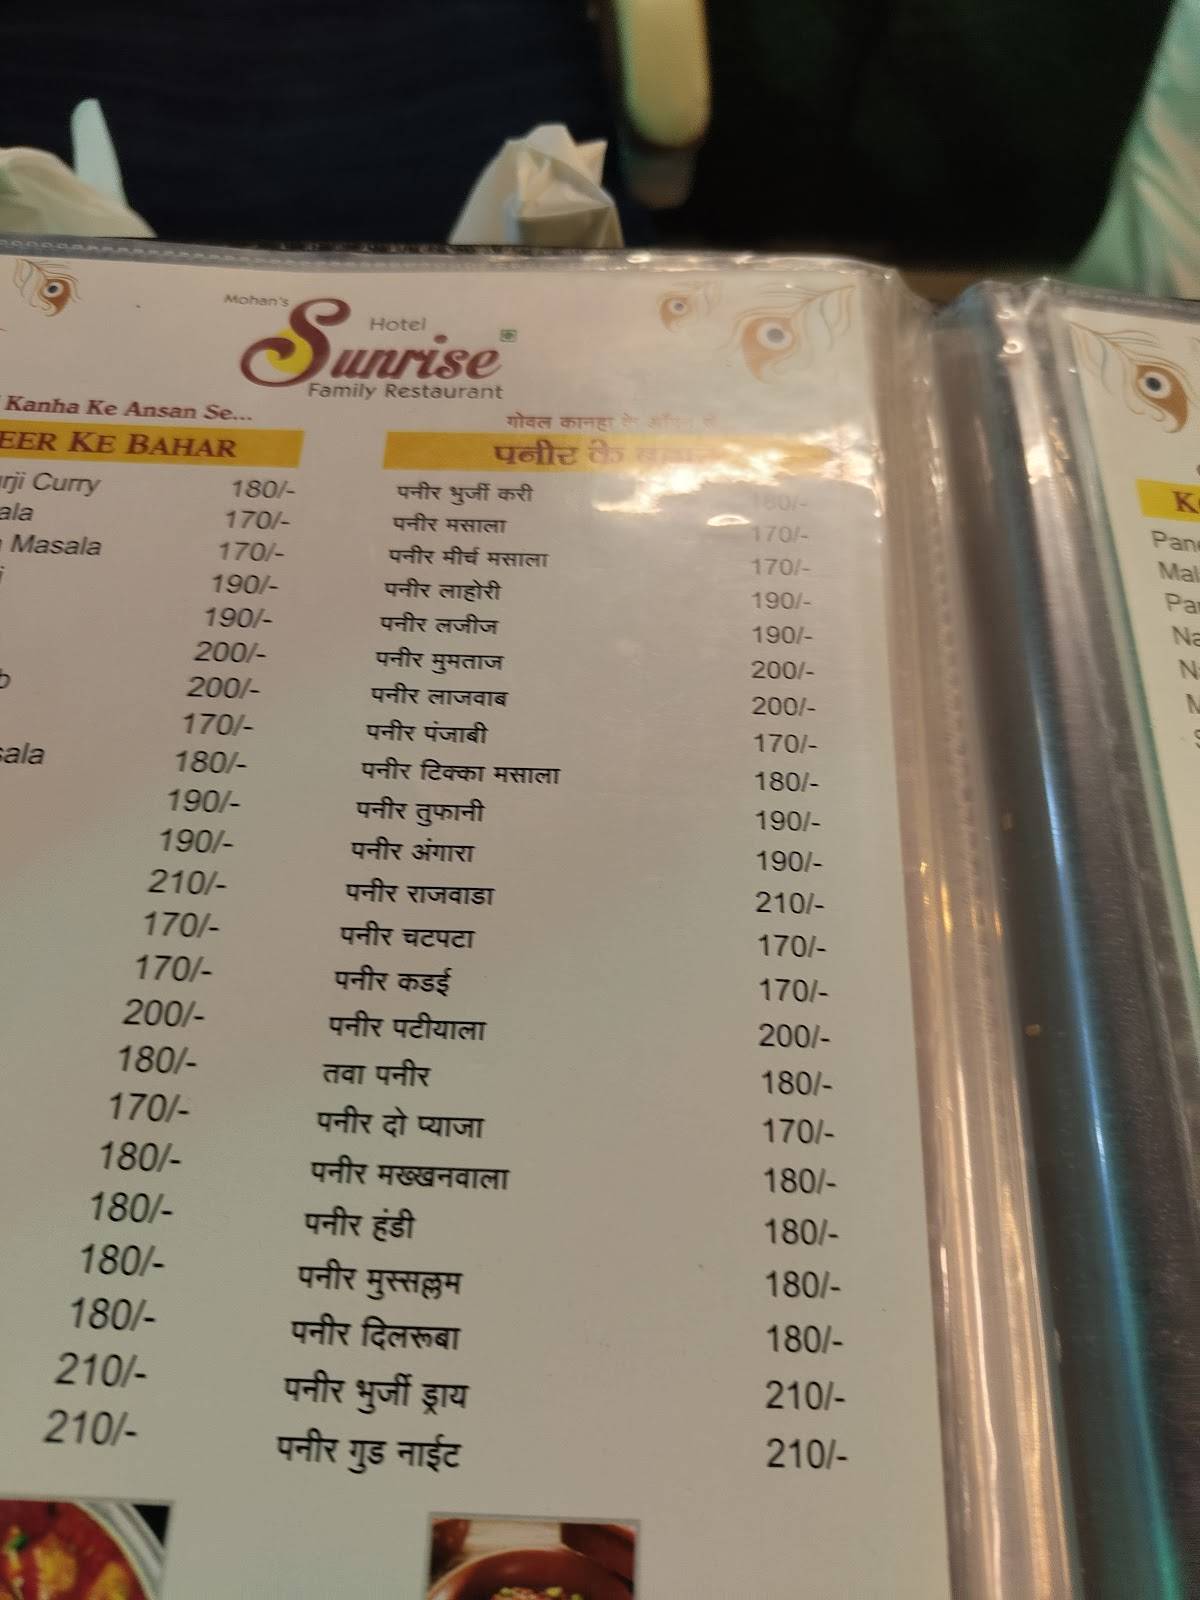 Mohan's
Hotel
Sunrise
Family Restaurant
Kanha Ke Ansan Se...
KE BAHAR
Curry 180/-
170/-
Masala 170/-
190/-
190/-
200/-
200/-
170/-
180/-
190/-
190/-
210/-
170/-
170/-
200/-
180/-
170/-
180/-
180/-
180/-
180/-
210/-
210/-
गोवल कानहा के
पनीर के
पनीर भुर्जी करी 180/-
पनीर मसाला 170/-
पनीर मीर्च मसाला 170/-
पनीर लाहोरी 190/-
पनीर लजीज 190/-
पनीर मुमताज 200/-
पनीर लाजवाब 200/-
पनीर पंजाबी 170/-
पनीर टिक्का मसाला 180/-
पनीर तुफानी 190/-
पनीर अंगारा 190/-
पनीर राजवाडा 210/-
पनीर चटपटा 170/-
पनीर कडई 170/-
पनीर पटीयाला 200/-
तवा पनीर 180/-
पनीर दो प्याजा 170/-
पनीर मख्खनवाला 180/-
पनीर हंडी 180/-
पनीर मुस्सल्लम 180/-
पनीर दिलरूबा 180/-
पनीर भुर्जी ड्राय 210/-
पनीर गुड नाईट 210/-